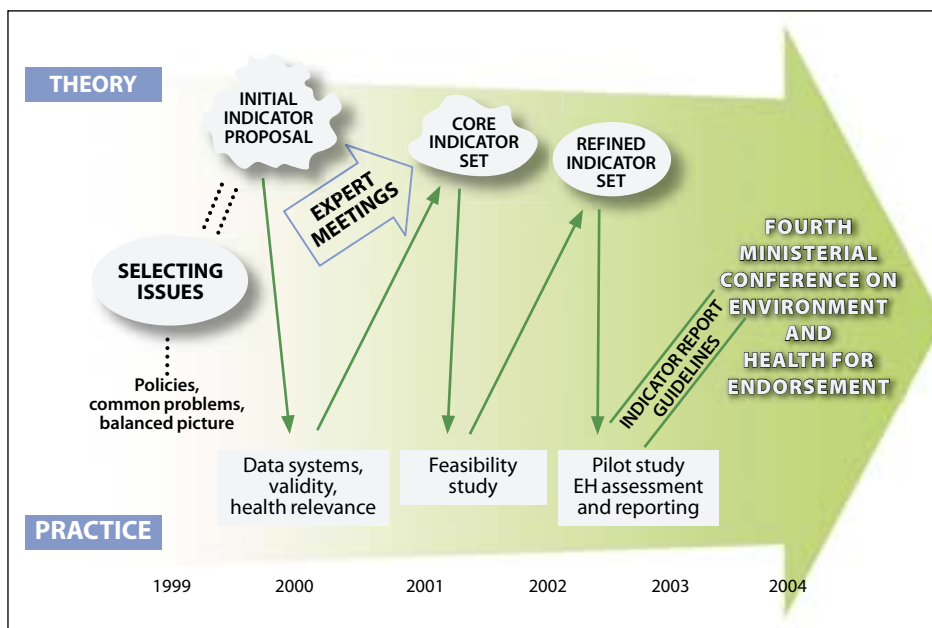 THEORY
INITIAL
INDICATOR
PROPOSAL
EXPERT
MEETINGS
CORE
INDICATOR
SET
REFINED
INDICATOR
SET
SELECTING
ISSUES
Policies,
common problems,
balanced picture
FOURTH
MINISTERIAL
CONFERENCE ON
ENVIRONMENT
AND
HEALTH FOR
ENDORSEMENT
INDICATOR REPORT
GUIDELINES
Data systems,
validity,
health relevance
Feasibility
study
Pilot study
EH assessment
and reporting
PRACTICE
1999
2000
2001
2002
2003
2004